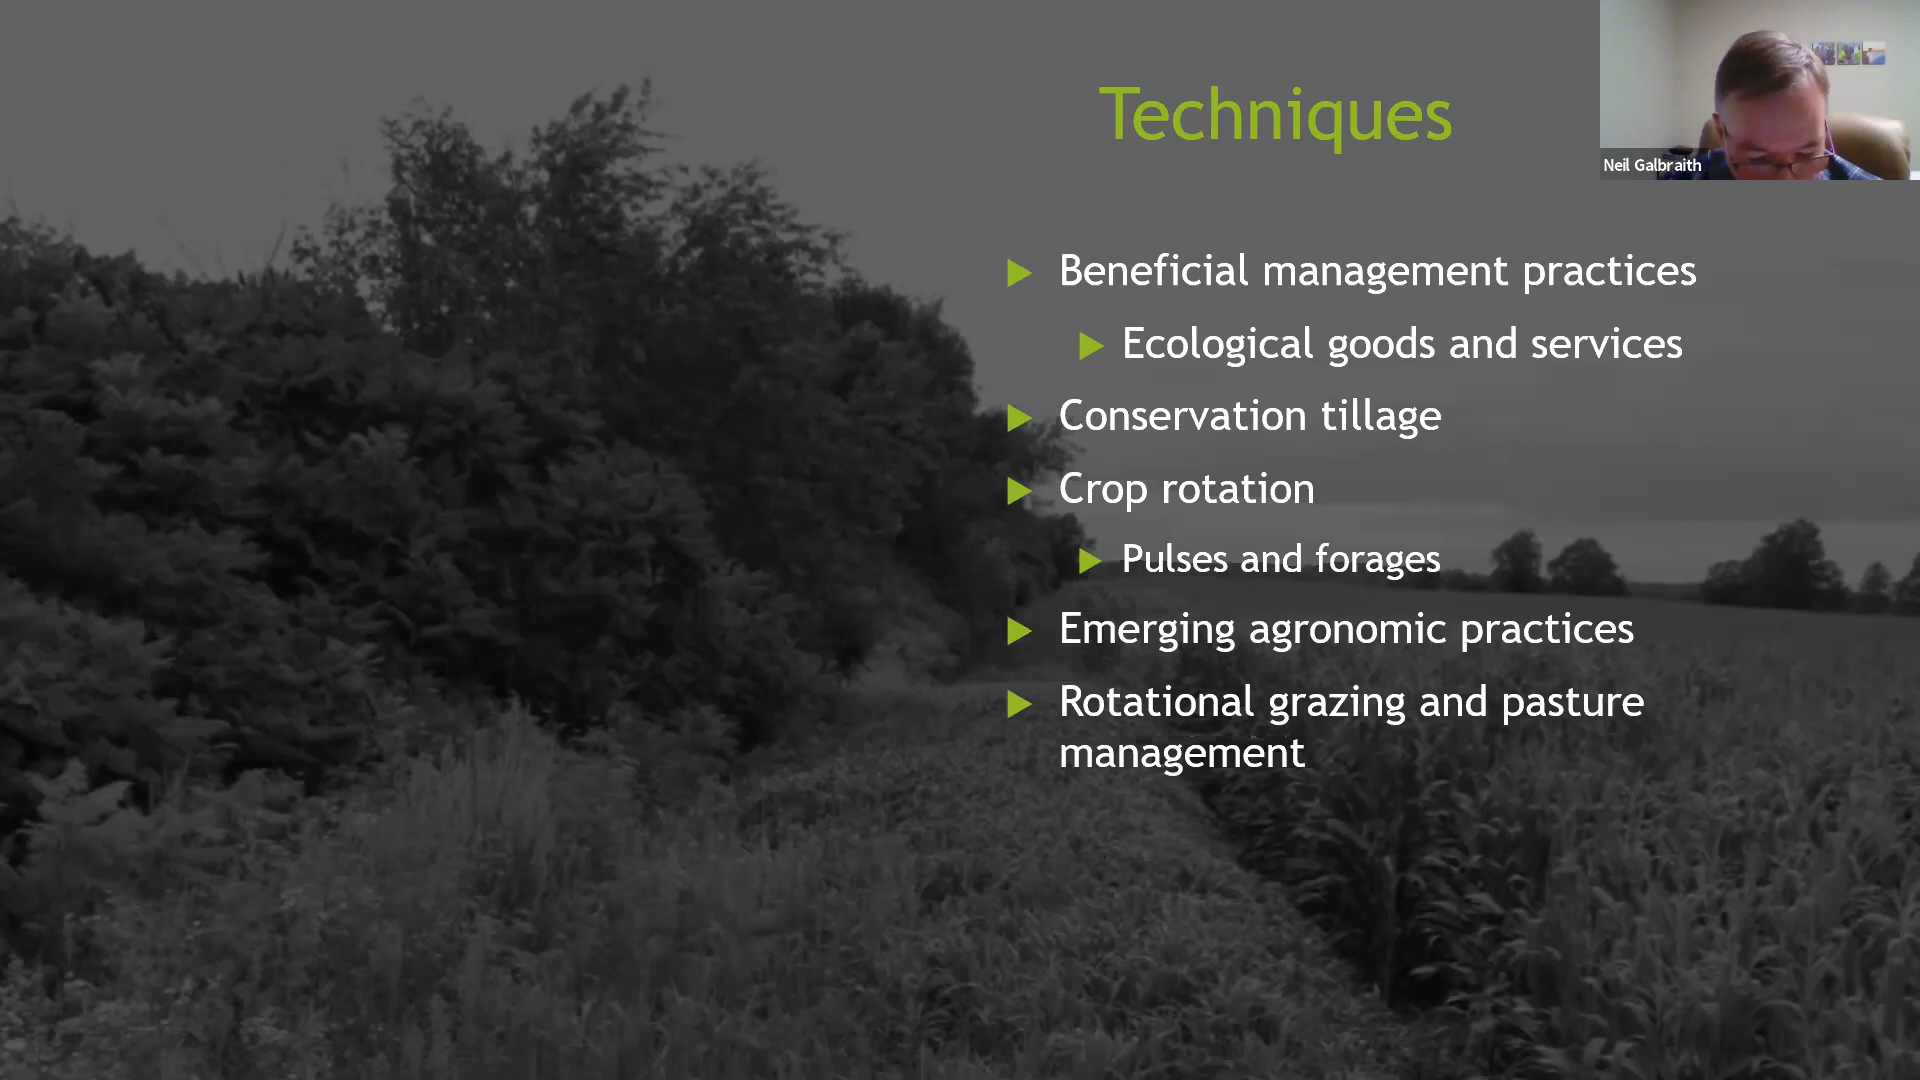 Techniques
Neil Galbraith
Beneficial management practices
Ecological goods and services
Conservation tillage
Crop rotation
Pulses and forages
Emerging agronomic practices
Rotational grazing and pasture
management